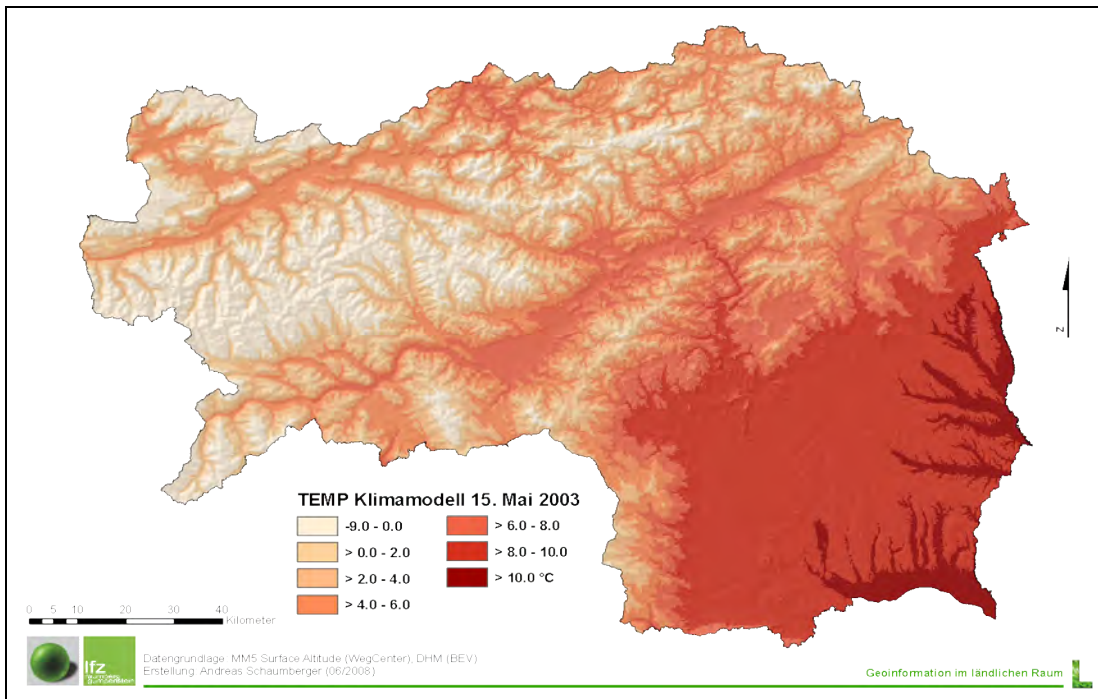 TEMP Klimamodell 15. Mai 2003
-9.0 - 0.0
> 0.0 - 2.0
> 2.0 - 4.0
> 4.0 - 6.0
> 6.0 - 8.0
> 8.0 - 10.0
> 10.0 °C
N
0 5 10 20 30 40
Kilometer
lfz
gumpenstein
Datengrundlage: MM5 Surface Altitude (WegCenter), DHM (BEV)
Erstellung: Andreas Schaumberger (06/2008)
Geoinformation im ländlichen Raum